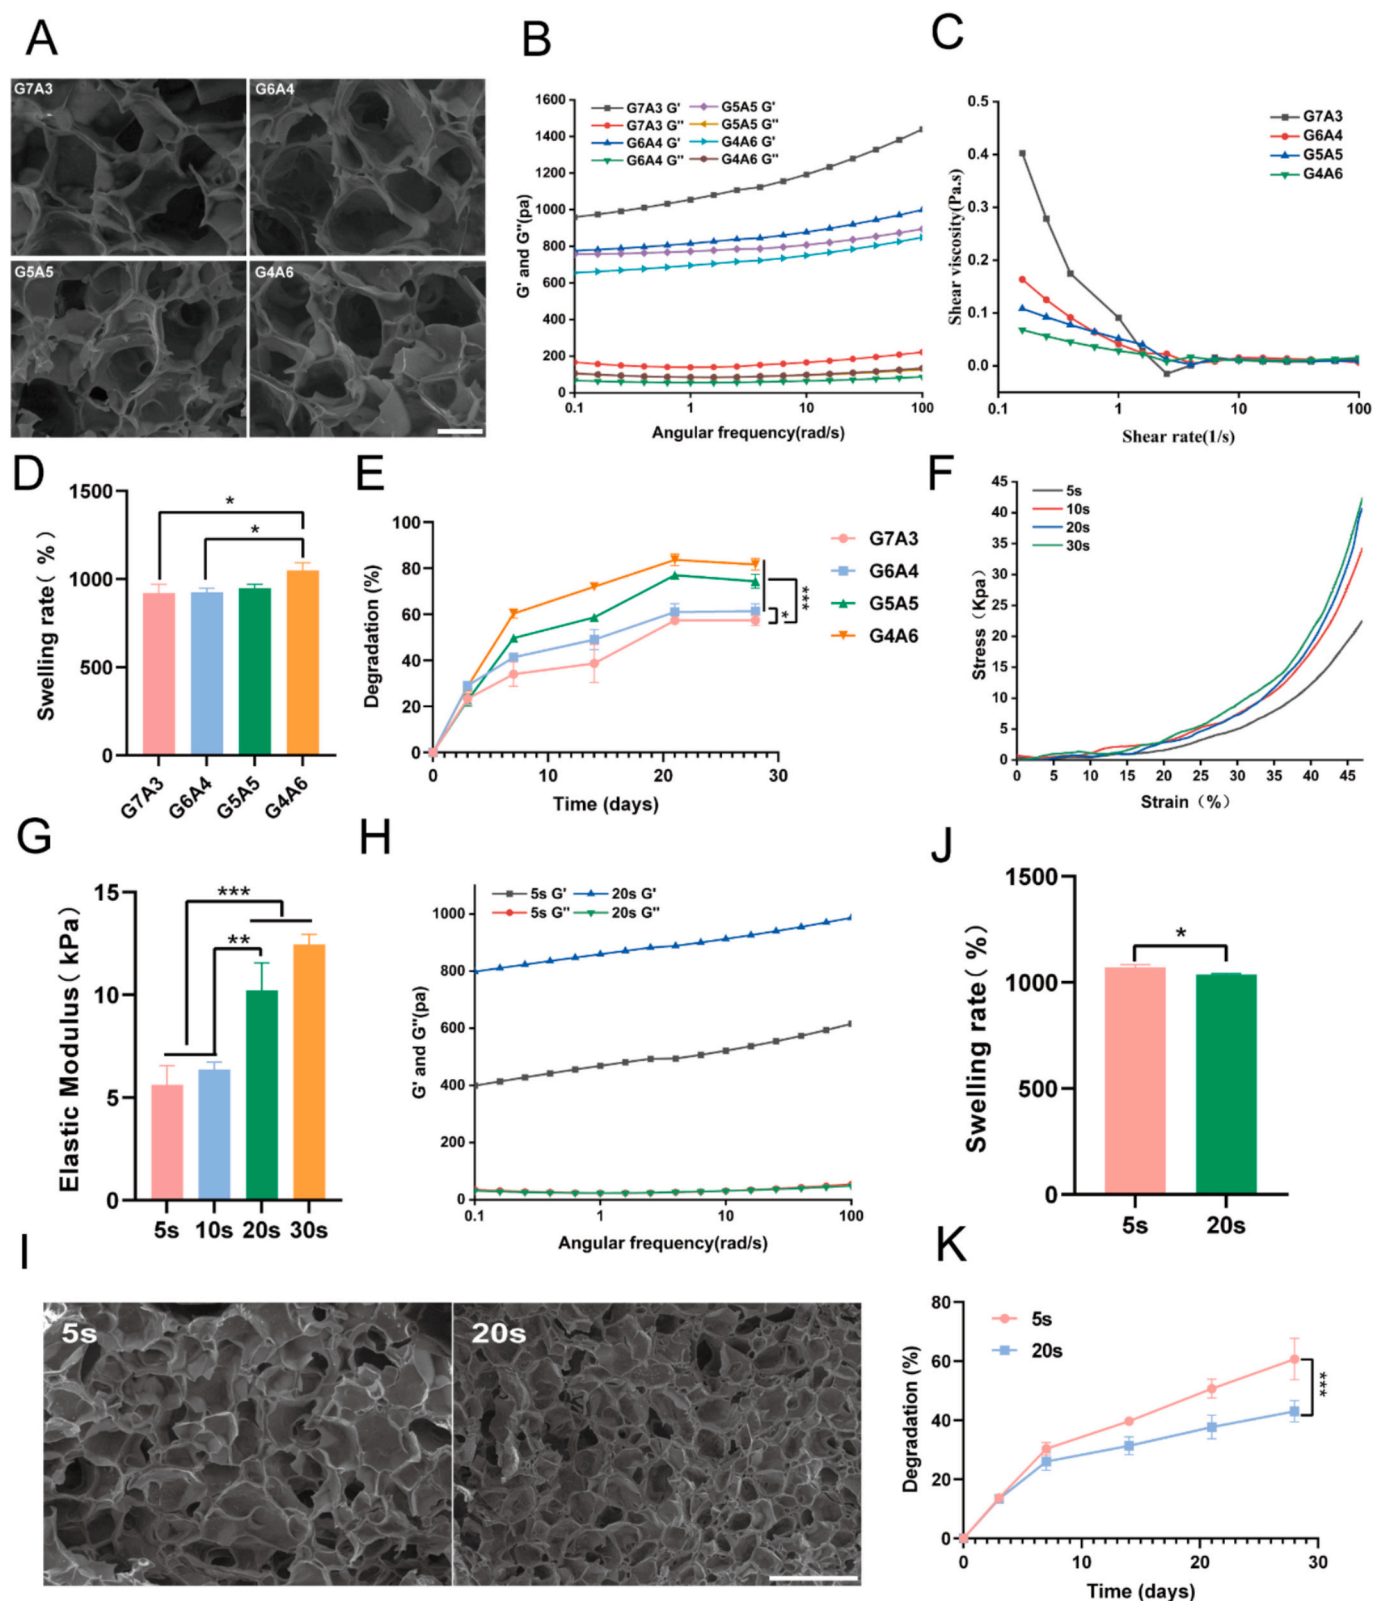 A
G7A3
G6A4
G5A5
G4A6
B
1600
1400
1200
1000
800
600
400
200
0
G' and G''(pa)
G7A3 G'
G7A3 G''
G6A4 G'
G6A4 G''
G5A5 G'
G5A5 G''
G4A6 G'
G4A6 G''
0.1
1
10
100
Angular frequency(rad/s)
C
0.5
0.4
0.3
0.2
0.1
0.0
Shear viscosity(Pa.s)
G7A3
G6A4
G5A5
G4A6
0.1
1
10
100
Shear rate(1/s)
D
1500
1000
500
0
Swelling rate( %)
*
*
G7A3
G6A4
G5A5
G4A6
E
100
80
60
40
20
0
Degradation (%)
*
***
0
10
20
30
Time (days)
G7A3
G6A4
G5A5
G4A6
F
45
40
35
30
25
20
15
10
5
0
Stress(Kpa)
5s
10s
20s
30s
0
5
10
15
20
25
30
35
40
45
Strain(%)
G
15
10
5
0
Elastic Modulus( kPa)
***
**
5s
10s
20s
30s
H
1000
800
600
400
200
0
G' and G''(pa)
5s G'
5s G''
20s G'
20s G''
0.1
1
10
100
Angular frequency(rad/s)
J
1500
1000
500
0
Swelling rate( %)
*
5s
20s
I
5s
20s
K
80
60
40
20
0
Degradation (%)
5s
20s
***
0
10
20
30
Time (days)